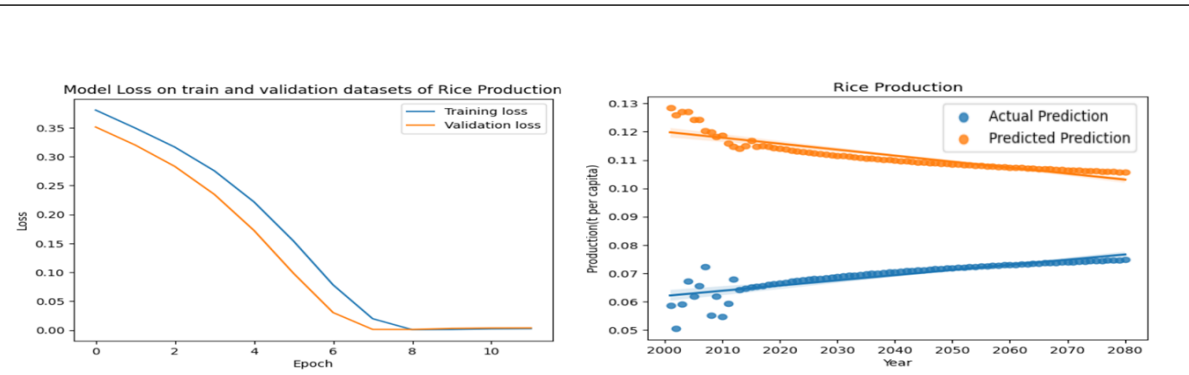 Model Loss on train and validation datasets of Rice Production
Training loss
Validation loss
0.35
0.30
0.25
0.20
0.15
0.10
0.05
0.00
Loss
0 2 4 6 8 10
Epoch
Rice Production
Actual Prediction
Predicted Prediction
0.13
0.12
0.11
0.10
0.09
0.08
0.07
0.06
0.05
Production(t per capita)
2000 2010 2020 2030 2040 2050 2060 2070 2080
Year